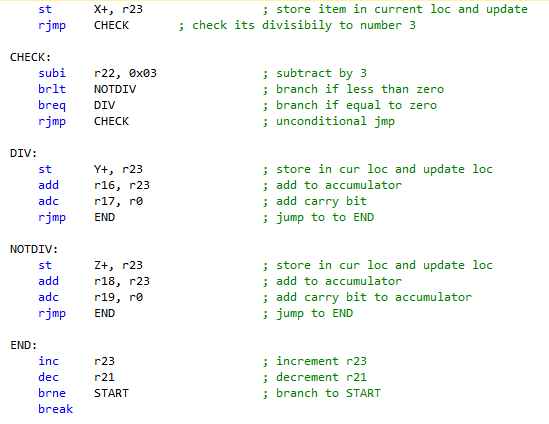 st X+, r23 ; store item in current loc and update
rjmp CHECK ; check its divisibily to number 3
CHECK:
subi r22, 0x03 ; subtract by 3
brlt NOTDIV ; branch if less than zero
breq DIV ; branch if equal to zero
rjmp CHECK ; unconditional jmp
DIV:
st Y+, r23 ; store in cur loc and update loc
add r16, r23 ; add to accumulator
adc r17, r0 ; add carry bit
rjmp END ; jump to to END
NOTDIV:
st Z+, r23 ; store in cur loc and update loc
add r18, r23 ; add to accumulator
adc r19, r0 ; add carry bit to accumulator
rjmp END ; jump to END
END:
inc r23 ; increment r23
dec r21 ; decrement r21
brne START ; branch to START
break